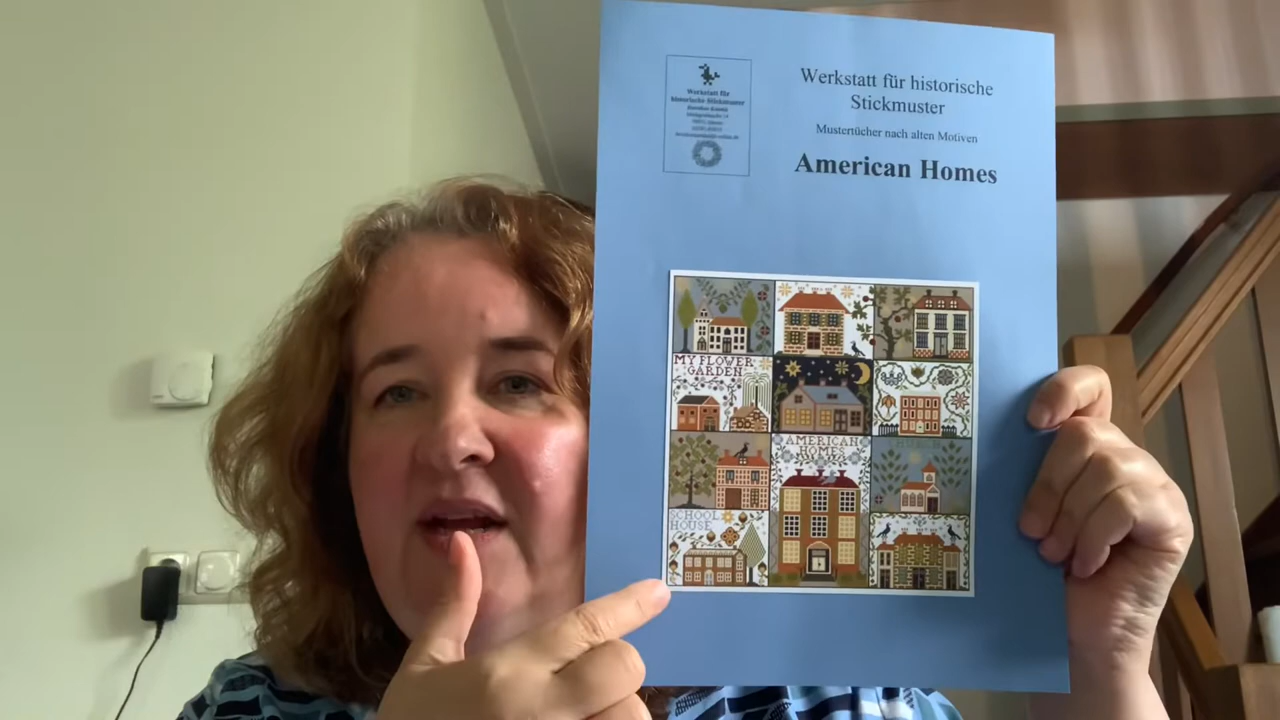 Werkstatt für
historische Stickmuster
Werkstatt für historische
Stickmuster
Mustertücher nach alten Motiven
American Homes
MY FLOWER
GARDEN
AMERICAN
HOMES
SCHOOL
HOUSE